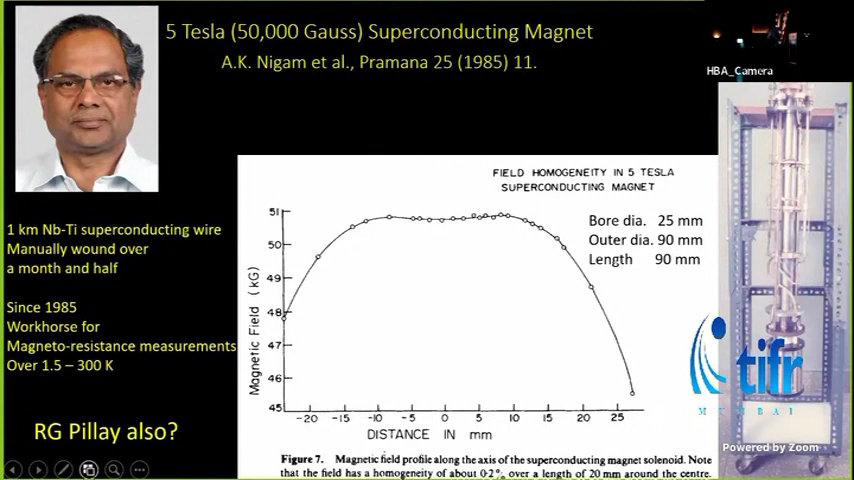 5 Tesla (50,000 Gauss) Superconducting Magnet
A.K. Nigam et al., Pramana 25 (1985) 11.
HBA_Camera
1 km Nb-Ti superconducting wire
Manually wound over
a month and half
Since 1985
Workhorse for
Magneto-resistance measurements
Over 1.5 – 300 K
RG Pillay also?
FIELD HOMOGENEITY IN 5 TESLA
SUPERCONDUCTING MAGNET
Bore dia. 25 mm
Outer dia. 90 mm
Length 90 mm
Magnetic Field (kG)
51
50
49
48
47
46
45
-20 -15 -10 -5 0 5 10 15 20 25
DISTANCE IN mm
Figure 7. Magnetic field profile along the axis of the superconducting magnet solenoid. Note
that the field has a homogeneity of about 0·2% over a length of 20 mm around the centre.
tifr
MUMBAI
Powered by Zoom